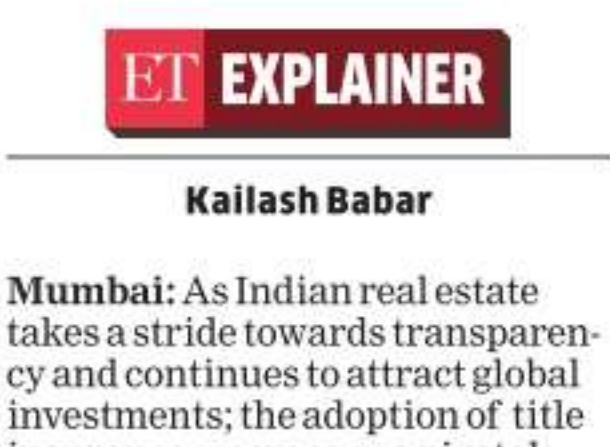 ET EXPLAINER
Kailash Babar
Mumbai: As Indian real estate
takes a stride towards transparen-
cy and continues to attract global
investments; the adoption of title